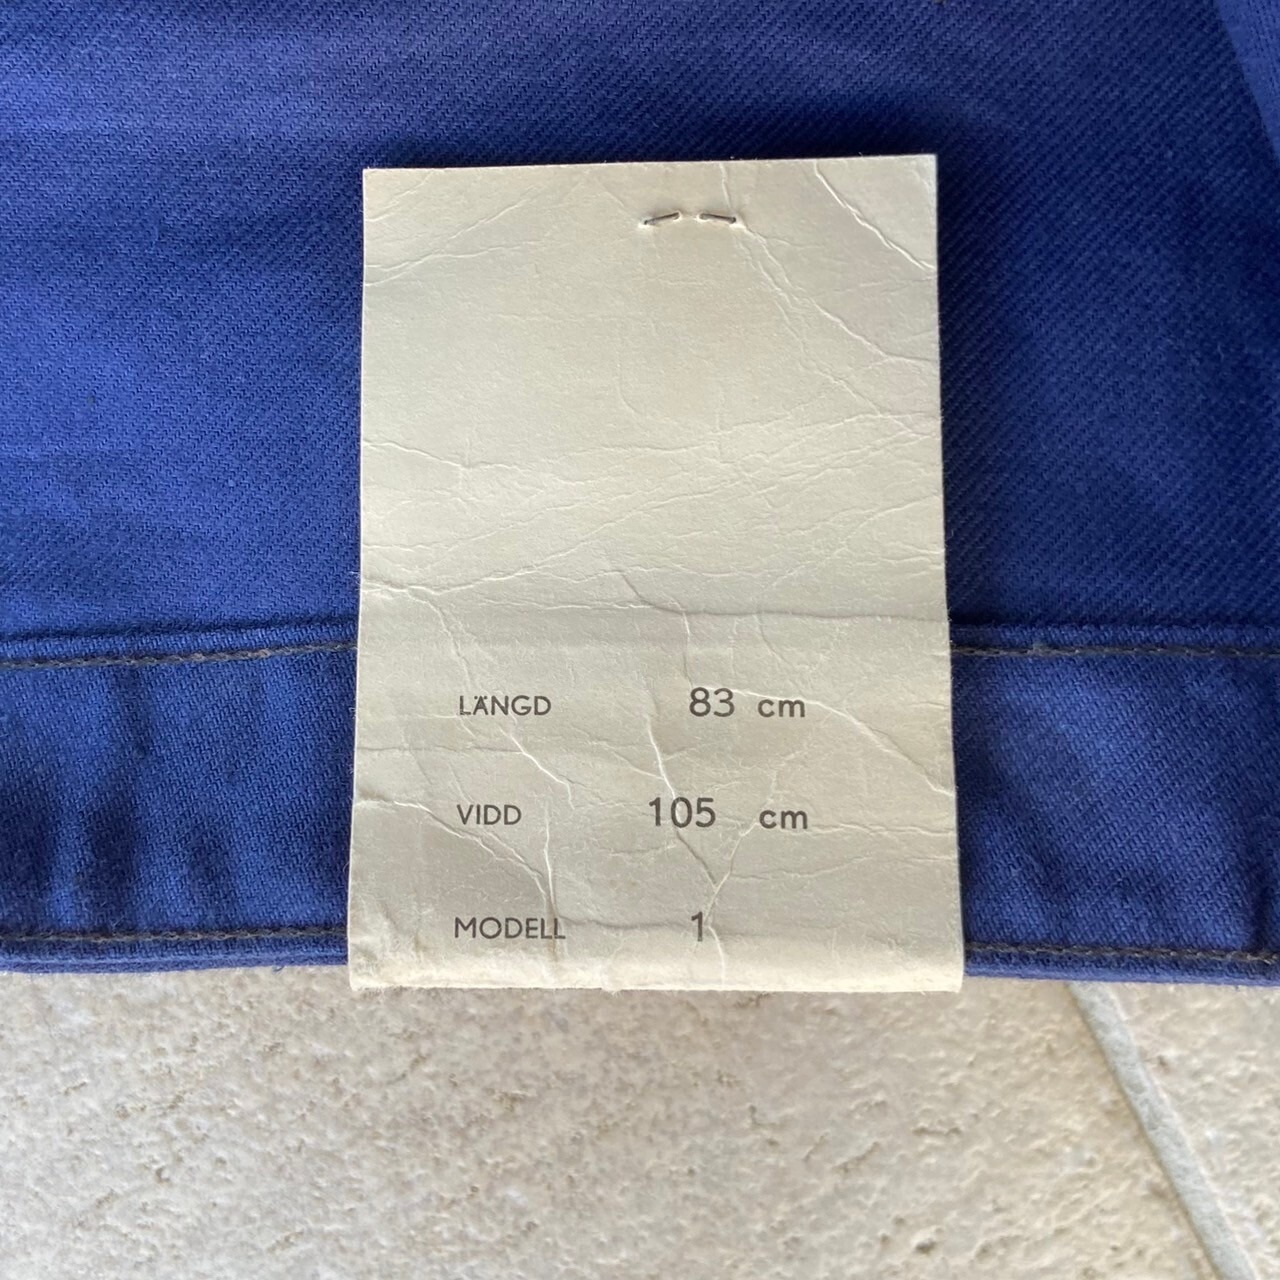 LÄNGD 83 cm
VIDD 105 cm
MODELL 1